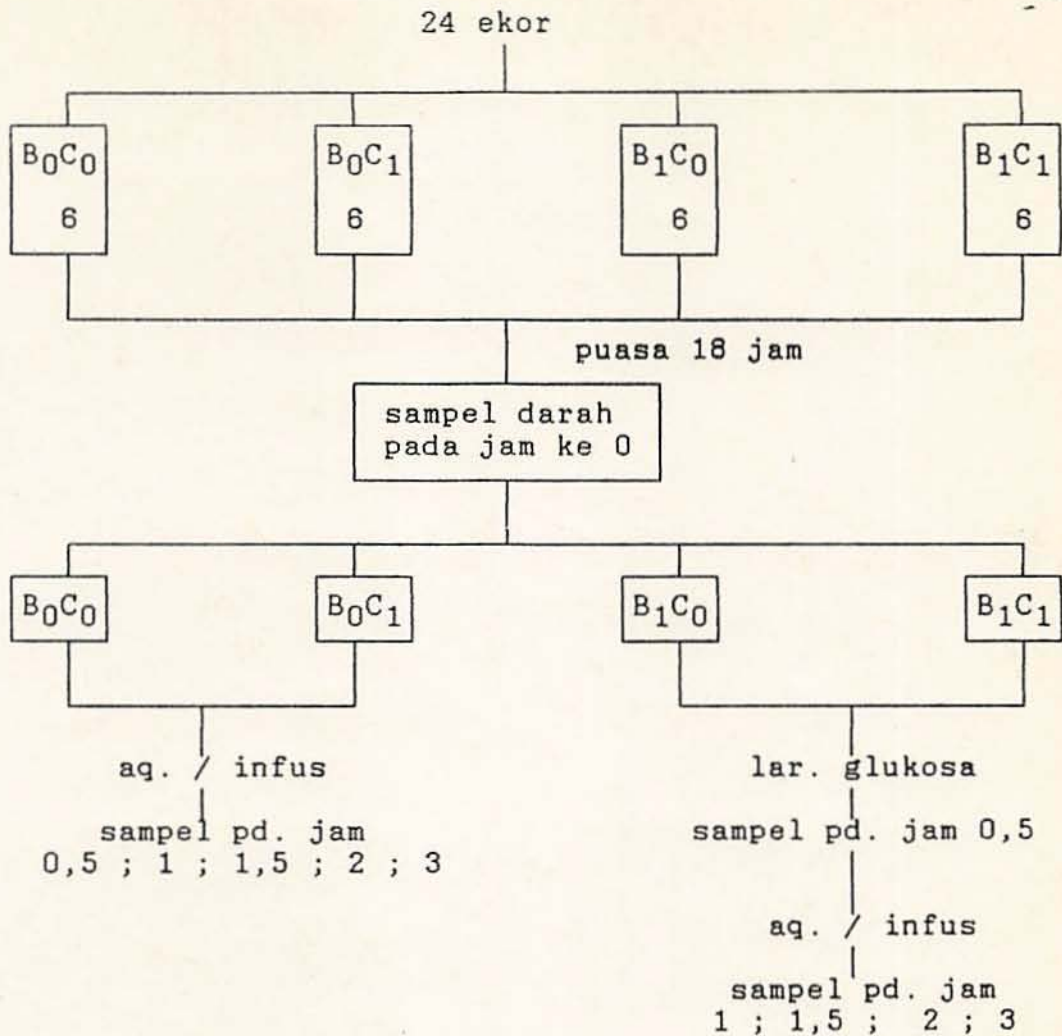 24 ekor
B0C0 B0C1 B1C0 B1C1
6 6 6 6
puasa 18 jam
sampel darah
pada jam ke 0
B0C0 B0C1 B1C0 B1C1
aq. / infus
sampel pd. jam
0,5 ; 1 ; 1,5 ; 2 ; 3
lar. glukosa
sampel pd. jam 0,5
aq. / infus
sampel pd. jam
1 ; 1,5 ; 2 ; 3